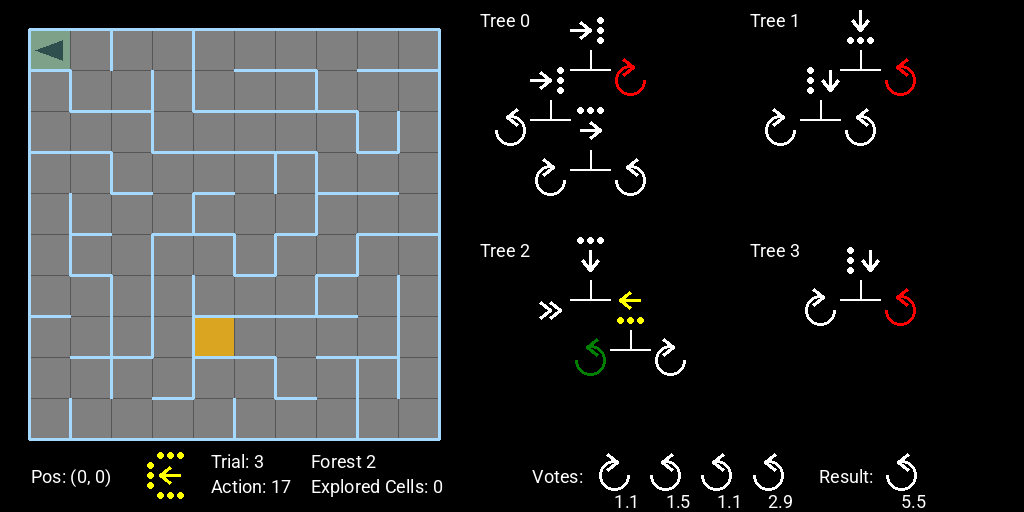 Tree 0
Tree 1
Tree 2
Tree 3
Pos: (0, 0)
Trial: 3
Forest 2
Action: 17
Explored Cells: 0
Votes:
1.1
1.5
1.1
2.9
Result:
5.5